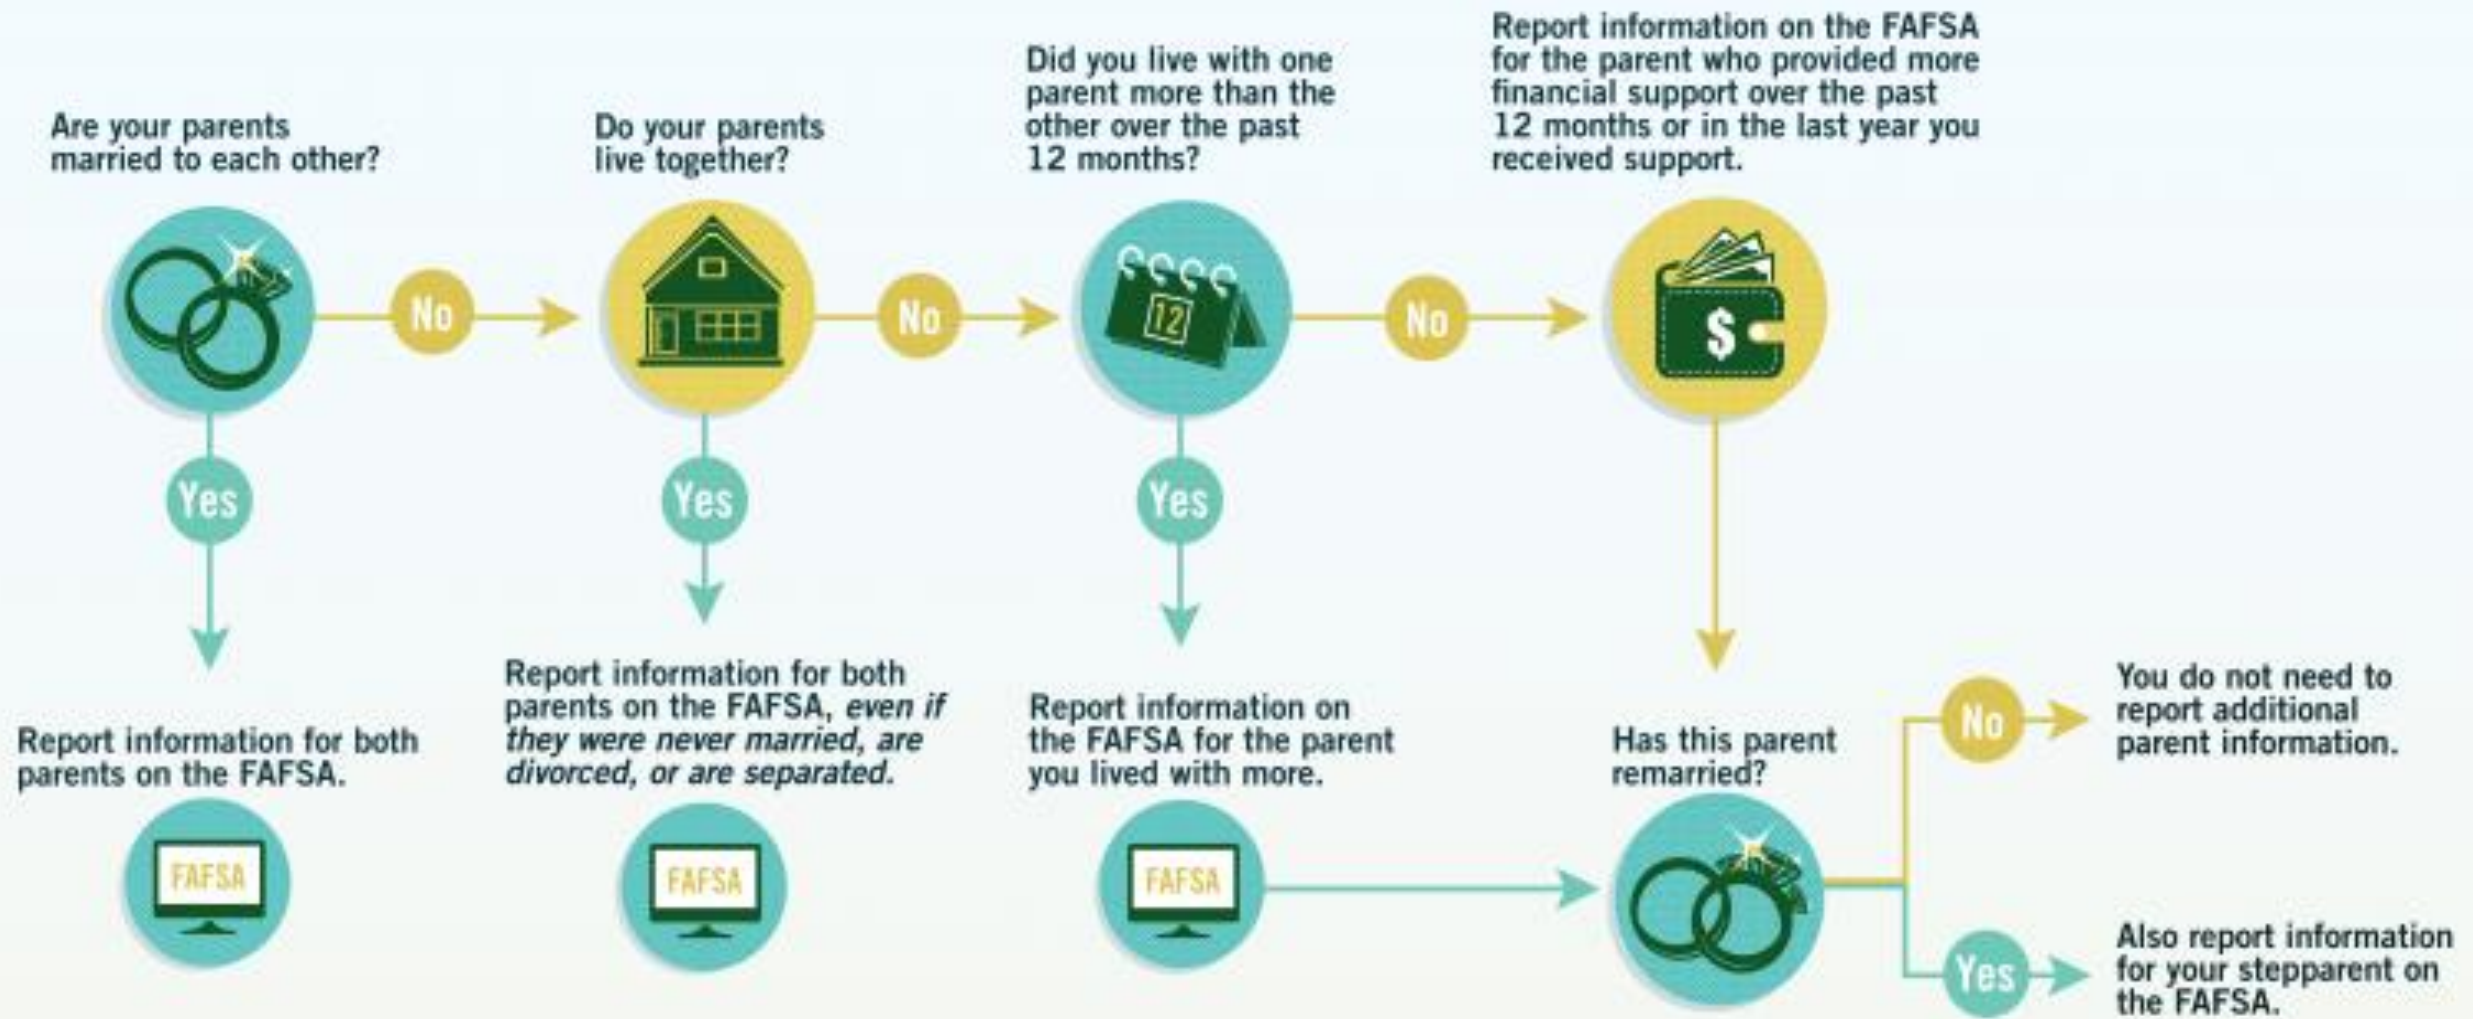 Are your parents
married to each other?
Do your parents
live together?
Did you live with one
parent more than the
other over the past
12 months?
Report information on the FAFSA
for the parent who provided more
financial support over the past
12 months or in the last year you
received support.
12
$
No
No
No
Yes
Yes
Yes
Report information for both
parents on the FAFSA.
Report information for both
parents on the FAFSA, even if
they were never married, are
divorced, or are separated.
Report information on
the FAFSA for the parent
you lived with more.
Has this parent
remarried?
No
You do not need to
report additional
parent information.
FAFSA
FAFSA
FAFSA
Yes
Also report information
for your stepparent on
the FAFSA.